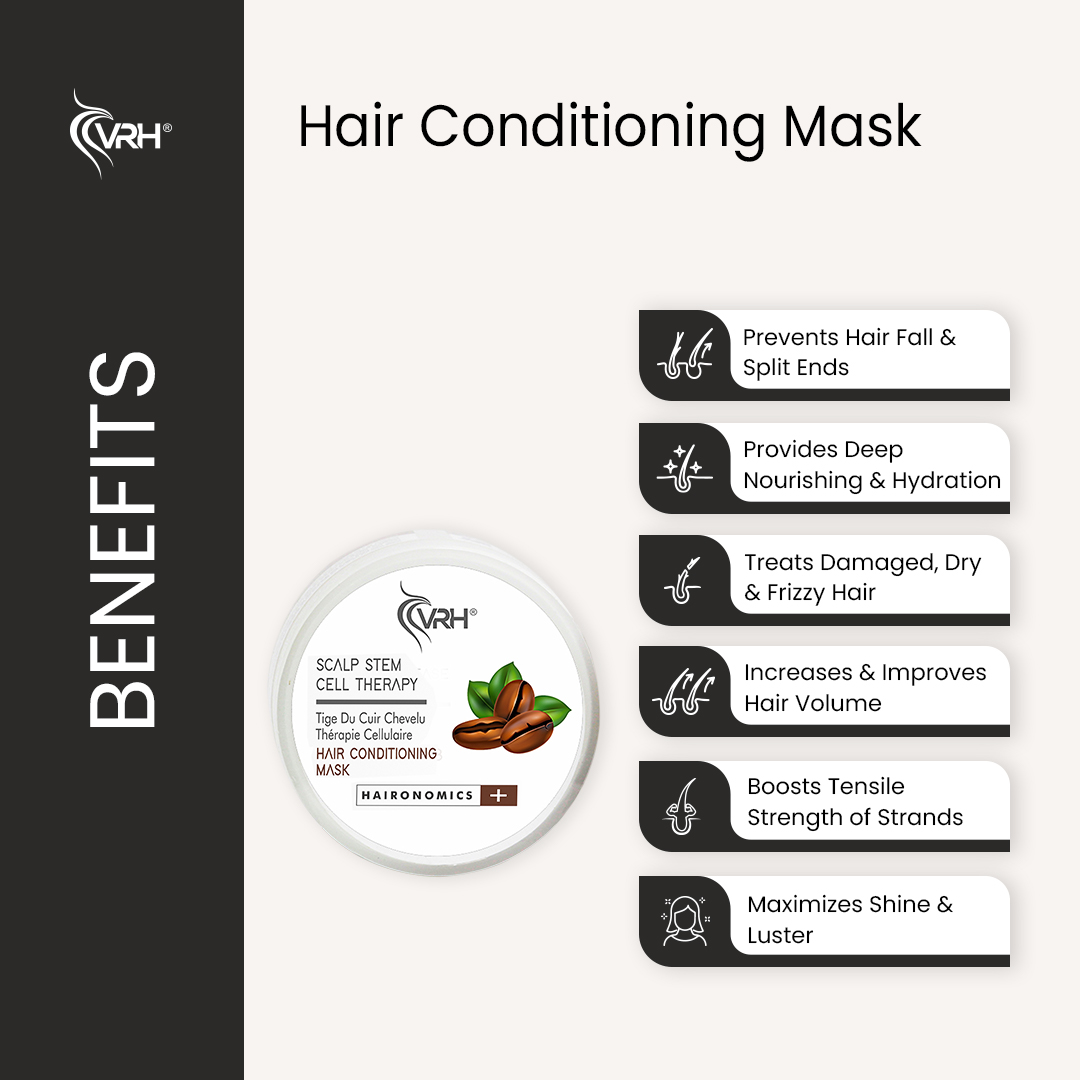 VRH®
BENEFITS
Hair Conditioning Mask
VRH®
SCALP STEM
CELL THERAPY
Tige Du Cuir Chevelu
Thérapie Cellulaire
HAIR CONDITIONING
MASK
HAIRONOMICS +
Prevents Hair Fall &
Split Ends
Provides Deep
Nourishing & Hydration
Treats Damaged, Dry
& Frizzy Hair
Increases & Improves
Hair Volume
Boosts Tensile
Strength of Strands
Maximizes Shine &
Luster